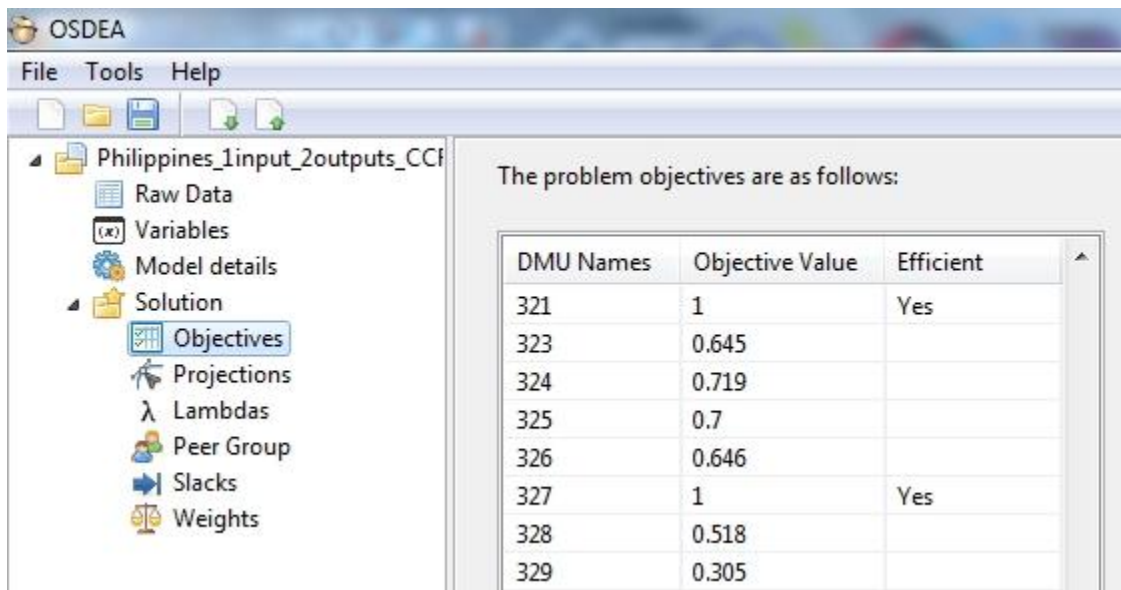 OSDEA
File Tools Help
Philippines_1input_2outputs_CCF
Raw Data
(x) Variables
Model details
Solution
Objectives
Projections
λ Lambdas
Peer Group
Slacks
Weights
The problem objectives are as follows:
DMU Names Objective Value Efficient
321 1 Yes
323 0.645
324 0.719
325 0.7
326 0.646
327 1 Yes
328 0.518
329 0.305